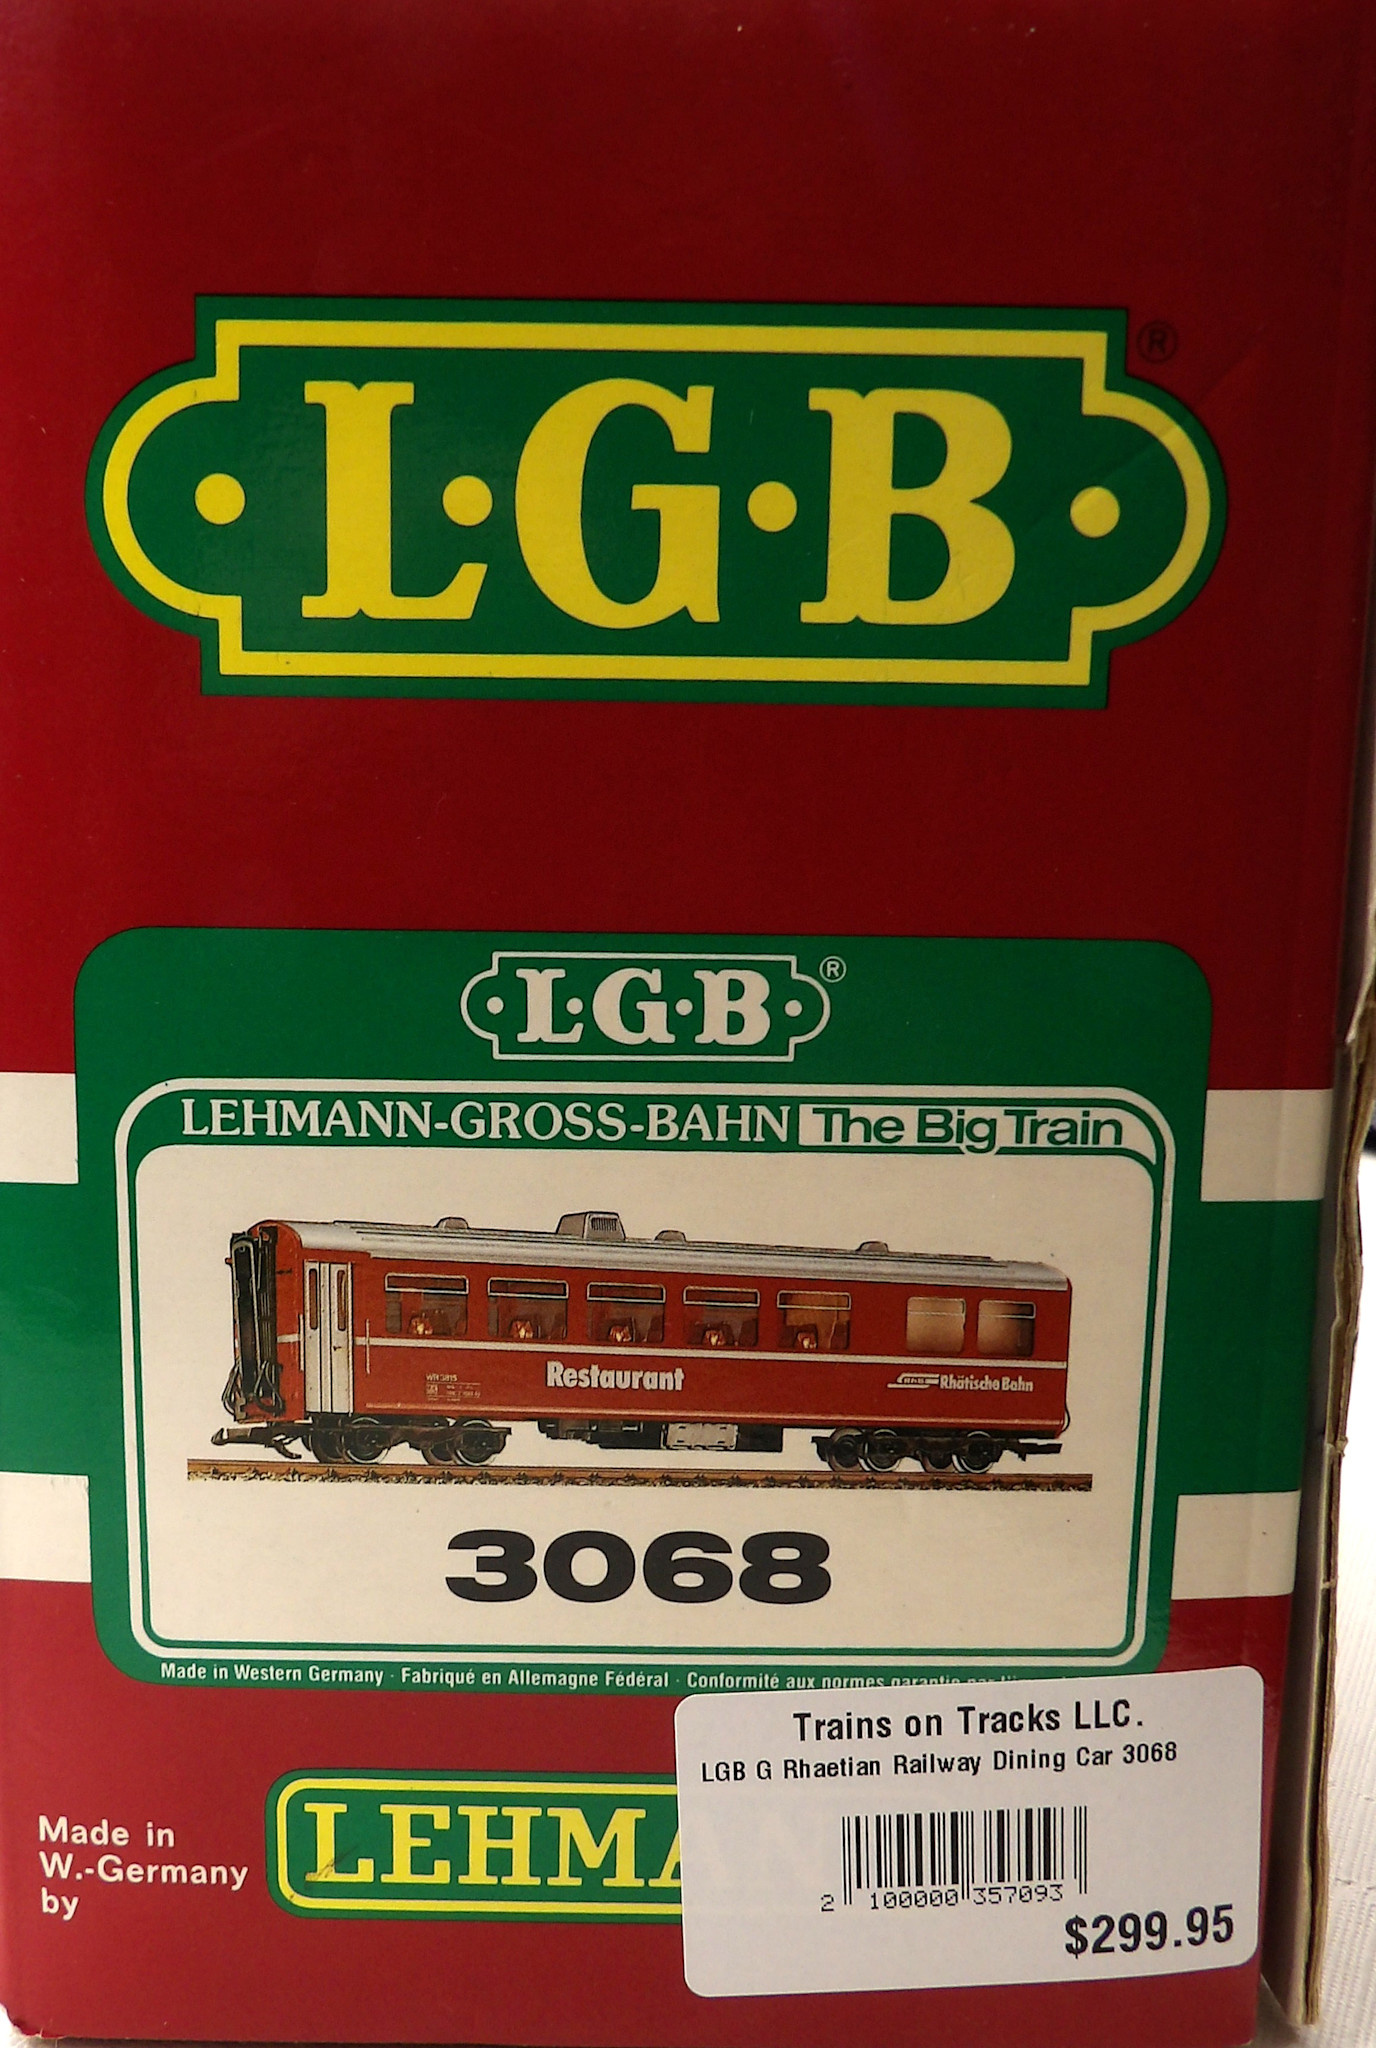 L·G·B ®
L·G·B ®
LEHMANN-GROSS-BAHN The Big Train
Restaurant
Rhätische Bahn
3068
Made in Western Germany · Fabriqué en Allemagne Fédéral · Conformité aux normes garantie par
Trains on Tracks LLC.
LGB G Rhaetian Railway Dining Car 3068
2 100000 357093
$299.95
Made in
W.-Germany
by
LEHMA